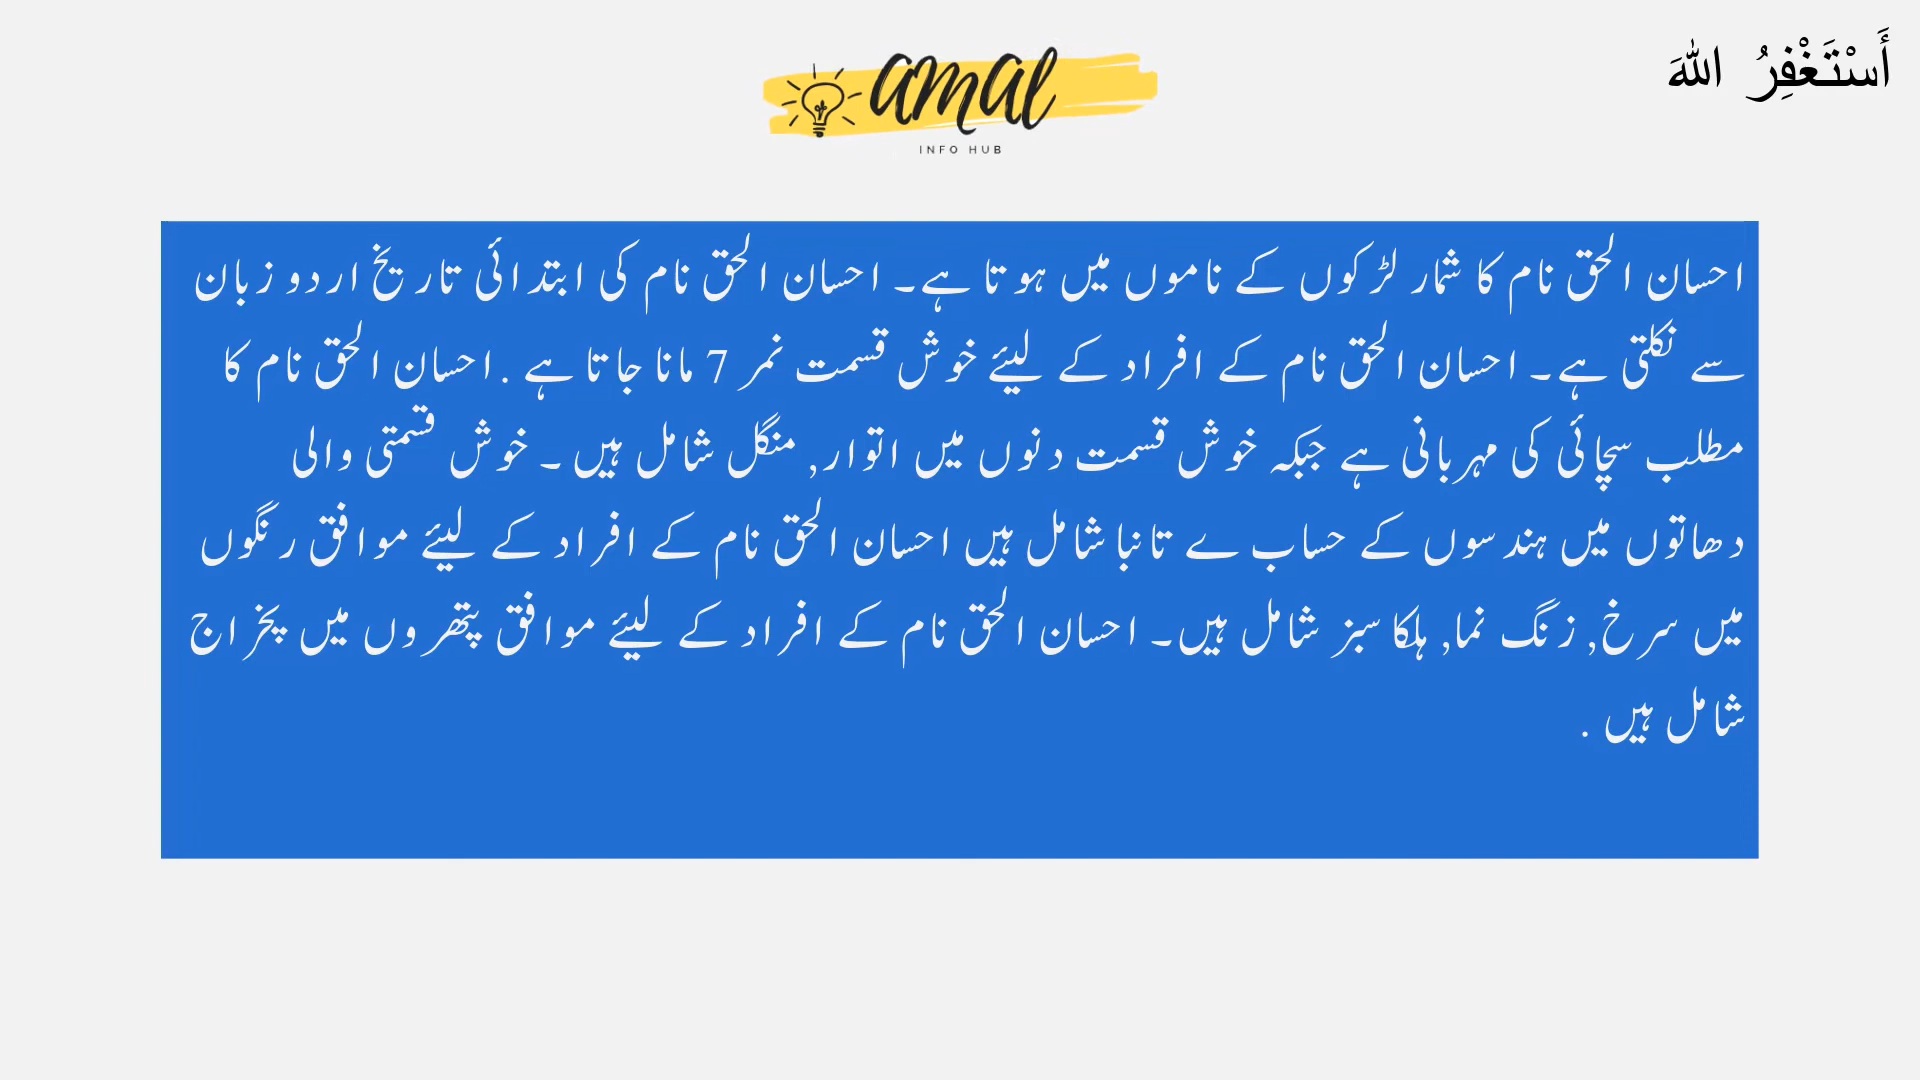 أَسْتَغْفِرُ اللهَ
amal
INFO HUB
احسان الحق نام کا شمار لڑکوں کے ناموں میں ہوتا ہے۔ احسان الحق نام کی ابتدائی تاریخ اردو زبان
سے نکلتی ہے۔ احسان الحق نام کے افراد کے لیئے خوش قسمت نمر 7 مانا جاتا ہے .احسان الحق نام کا
مطلب سچائی کی مہربانی ہے جبکہ خوش قسمت دنوں میں اتوار, منگل شامل ہیں ۔ خوش قسمتی والی
دھاتوں میں ہندسوں کے حساب ے تانبا شامل ہیں احسان الحق نام کے افراد کے لیئے موافق رنگوں
میں سرخ, زنگ نما, ہلکا سبز شامل ہیں۔ احسان الحق نام کے افراد کے لیئے موافق پتھروں میں پخراج
شامل ہیں .